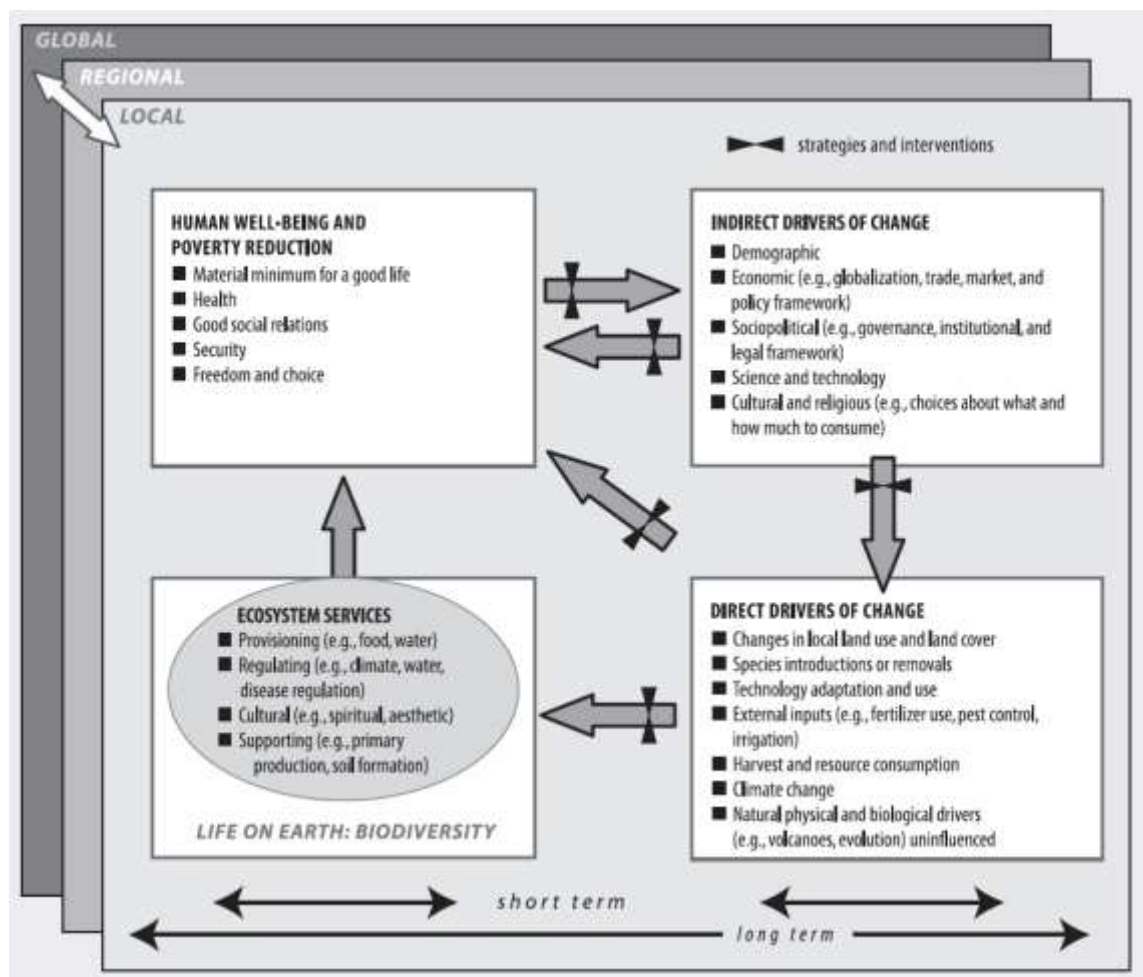 GLOBAL
REGIONAL
LOCAL
strategies and interventions
HUMAN WELL-BEING AND
POVERTY REDUCTION
■ Material minimum for a good life
■ Health
■ Good social relations
■ Security
■ Freedom and choice
INDIRECT DRIVERS OF CHANGE
■ Demographic
■ Economic (e.g., globalization, trade, market, and
policy framework)
■ Sociopolitical (e.g., governance, institutional, and
legal framework)
■ Science and technology
■ Cultural and religious (e.g., choices about what and
how much to consume)
ECOSYSTEM SERVICES
■ Provisioning (e.g., food, water)
■ Regulating (e.g., climate, water,
disease regulation)
■ Cultural (e.g., spiritual, aesthetic)
■ Supporting (e.g., primary
production, soil formation)
LIFE ON EARTH: BIODIVERSITY
DIRECT DRIVERS OF CHANGE
■ Changes in local land use and land cover
■ Species introductions or removals
■ Technology adaptation and use
■ External inputs (e.g., fertilizer use, pest control,
irrigation)
■ Harvest and resource consumption
■ Climate change
■ Natural physical and biological drivers
(e.g., volcanoes, evolution) uninfluenced
short term
long term